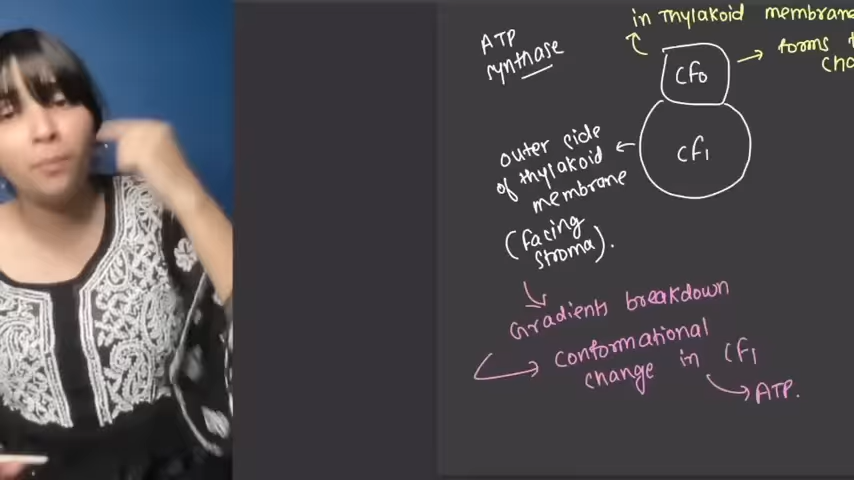 in Thylakoid membrane
ATP
synthase
CF0
forms
CF1
outer side
of thylakoid
membrane
(facing
stroma).
Gradients breakdown
conformational
change in CF1
ATP.